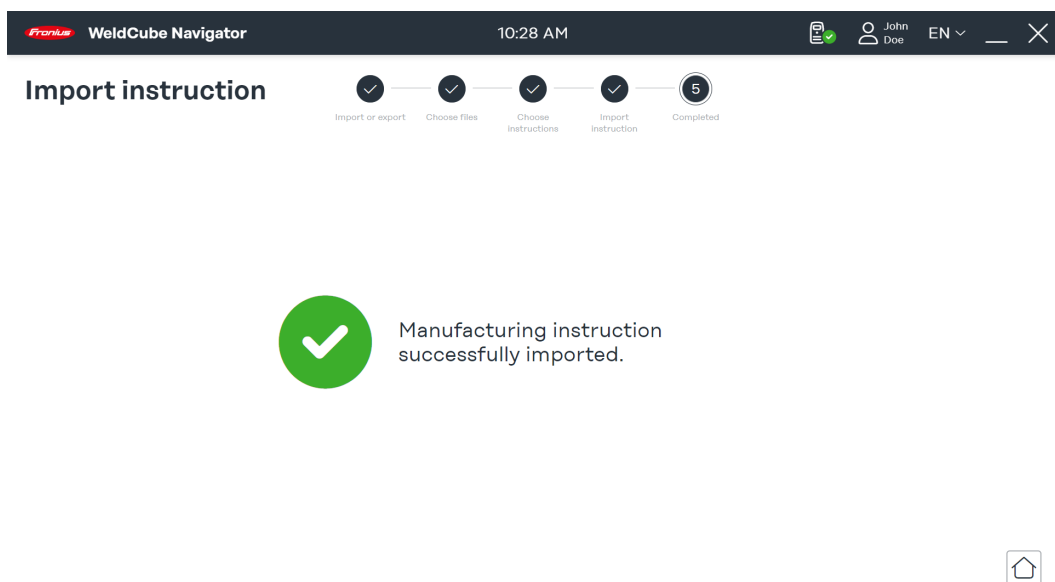 Fronius WeldCube Navigator 10:28 AM John Doe EN
Import instruction
5
Import or export Choose files Choose instructions Import instruction Completed
Manufacturing instruction
successfully imported.